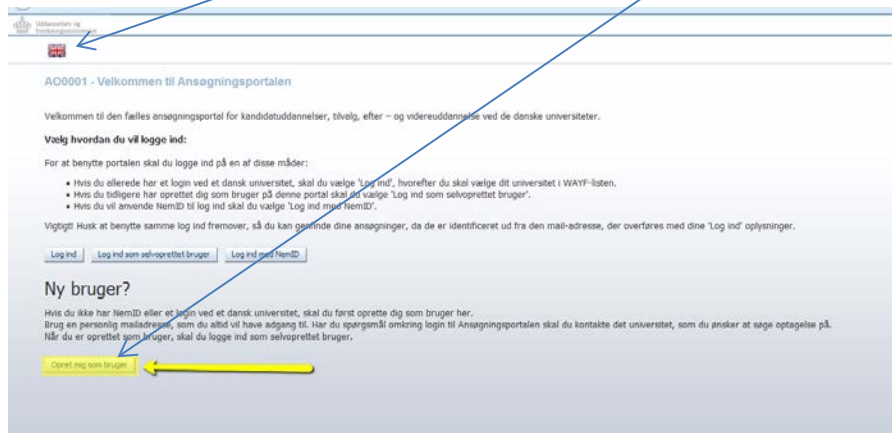 Uddannelses- og
Forskningsministeriet
AO0001 - Velkommen til Ansøgningsportalen
Velkommen til den fælles ansøgningsportal for kandidatuddannelser, tilvalg, efter – og videreuddannelse ved de danske universiteter.
Vælg hvordan du vil logge ind:
For at benytte portalen skal du logge ind på en af disse måder:
• Hvis du allerede har et login ved et dansk universitet, skal du vælge 'Log ind', hvorefter du skal vælge dit universitet i WAYF-listen.
• Hvis du tidligere har oprettet dig som bruger på denne portal skal du vælge 'Log ind som selvoprettet bruger'.
• Hvis du vil anvende NemID til log ind skal du vælge 'Log ind med NemID'.
Vigtigt! Husk at benytte samme log ind fremover, så du kan genfinde dine ansøgninger, da de er identificeret ud fra den mail-adresse, der overføres med dine 'Log ind' oplysninger.
Log ind Log ind som selvoprettet bruger Log ind med NemID
Ny bruger?
Hvis du ikke har NemID eller et login ved et dansk universitet, skal du først oprette dig som bruger her.
Brug en personlig mailadresse, som du altid vil have adgang til. Har du spørgsmål omkring login til Ansøgningsportalen skal du kontakte det universitet, som du ønsker at søge optagelse på.
Når du er oprettet som bruger, skal du logge ind som selvoprettet bruger.
Opret mig som bruger